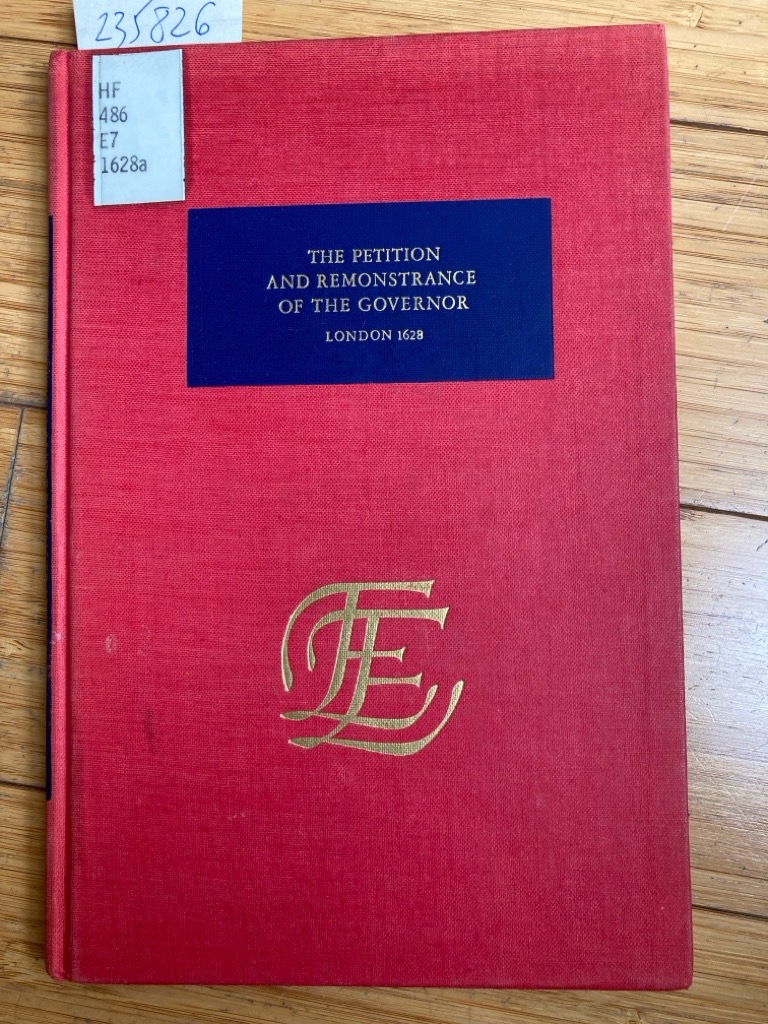 235826
HF
486
E7
1628a
THE PETITION
AND REMONSTRANCE
OF THE GOVERNOR
LONDON 1628